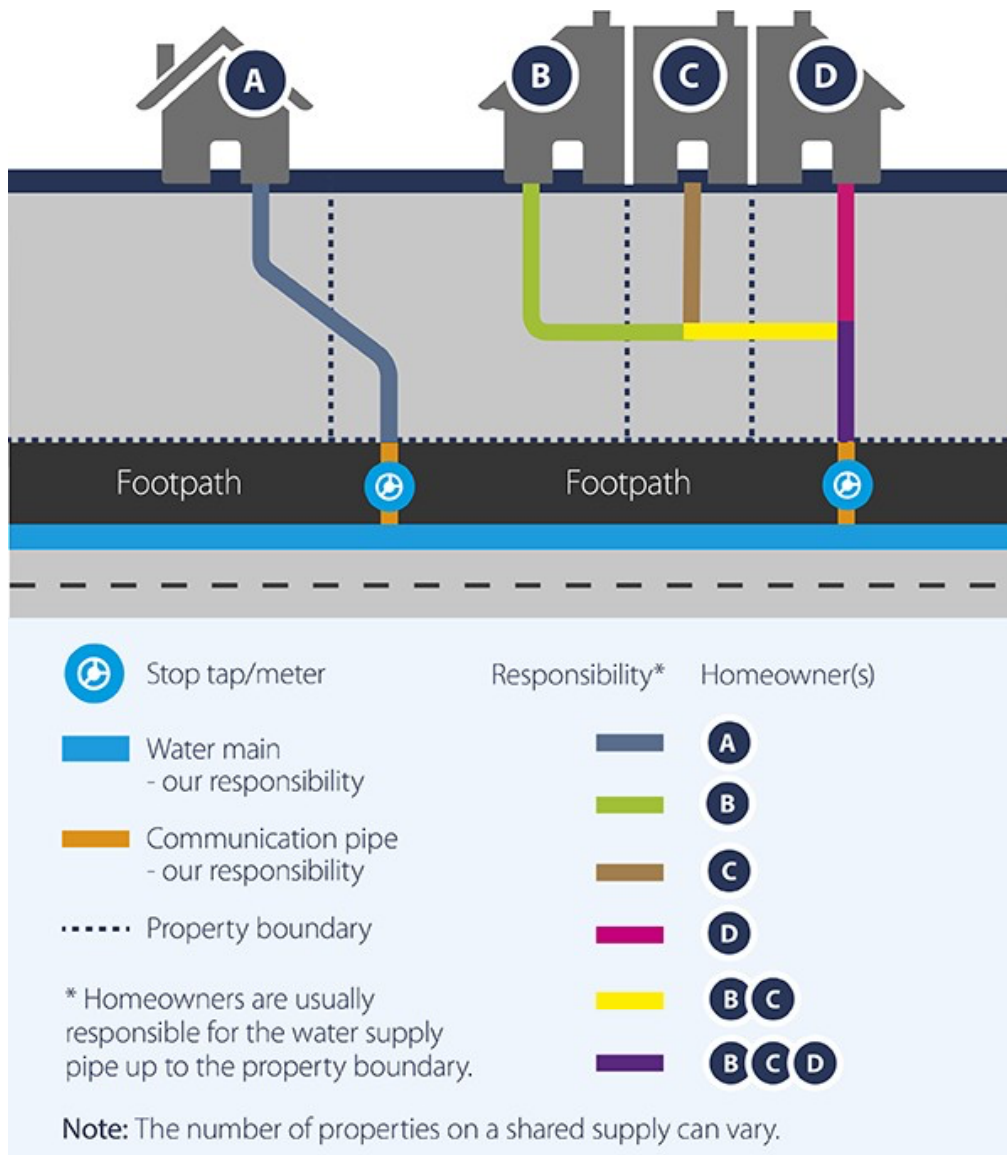 A
B
C
D
Footpath
Footpath
Stop tap/meter
Water main
- our responsibility
Communication pipe
- our responsibility
Property boundary
* Homeowners are usually
responsible for the water supply
pipe up to the property boundary.
Responsibility* Homeowner(s)
A
B
C
D
B C
B C D
Note: The number of properties on a shared supply can vary.